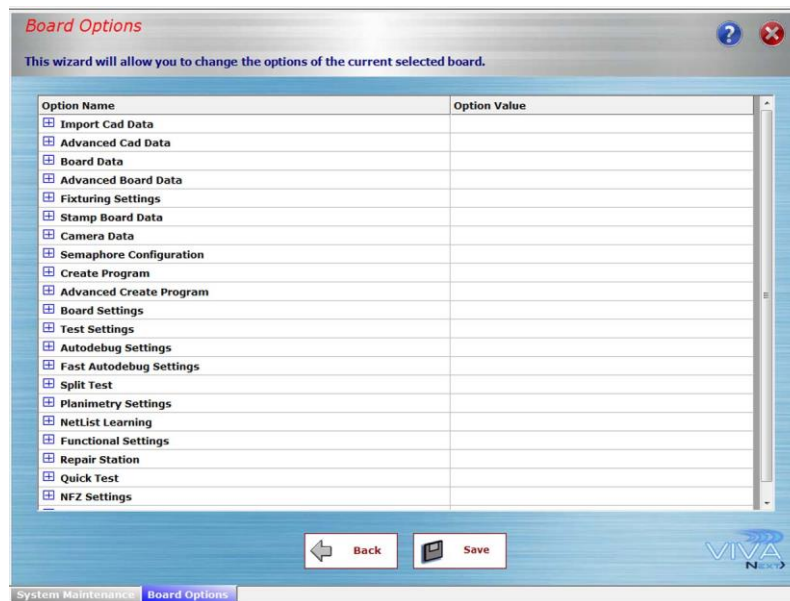 Board Options
This wizard will allow you to change the options of the current selected board.
Option Name Option Value
Import Cad Data
Advanced Cad Data
Board Data
Advanced Board Data
Fixturing Settings
Stamp Board Data
Camera Data
Semaphore Configuration
Create Program
Advanced Create Program
Board Settings
Test Settings
Autodebug Settings
Fast Autodebug Settings
Split Test
Planimetry Settings
NetList Learning
Functional Settings
Repair Station
Quick Test
NFZ Settings
Back Save
VIVA
NEXT
System Maintenance Board Options